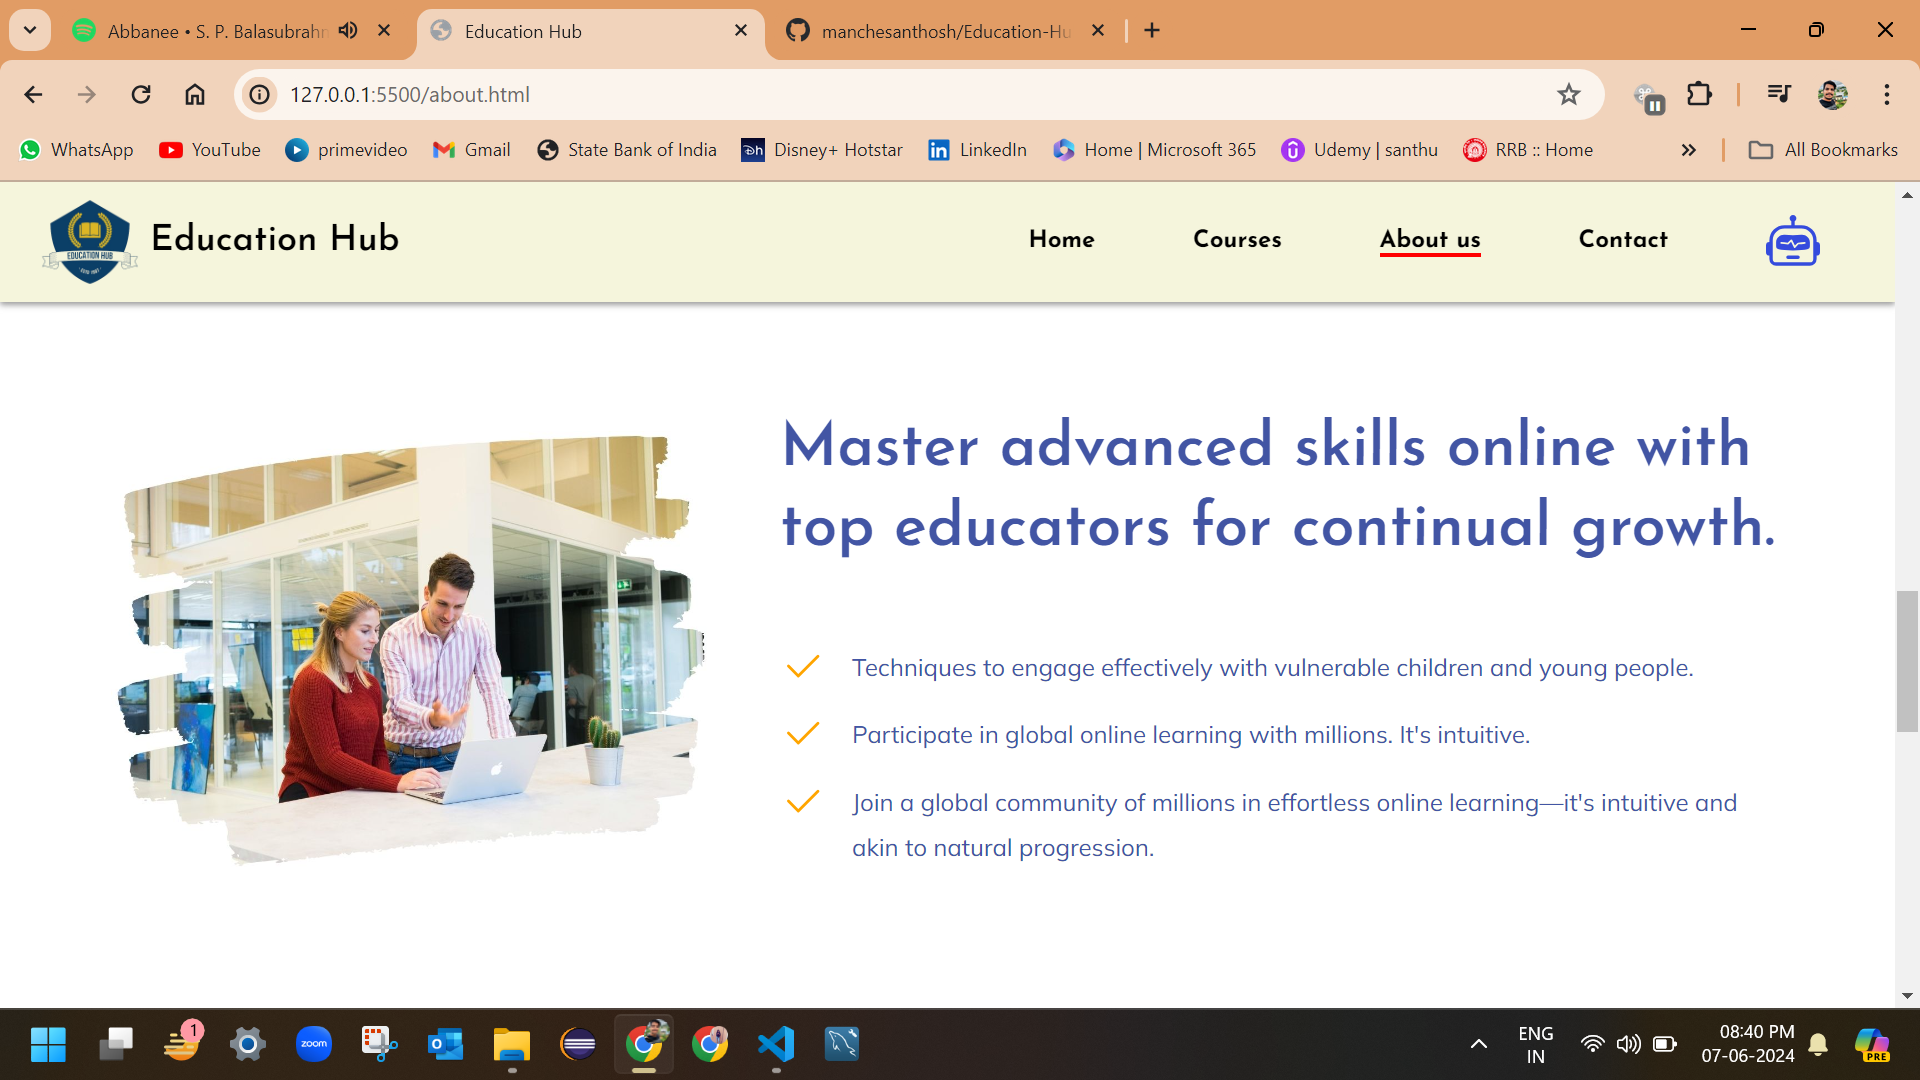 Abbanee • S. P. Balasubrahm
Education Hub
manchesanthosh/Education-Hu
127.0.0.1:5500/about.html
WhatsApp YouTube primevideo Gmail State Bank of India Disney+ Hotstar LinkedIn Home | Microsoft 365 Udemy | santhu RRB :: Home All Bookmarks
EDUCATION HUB
Education Hub Home Courses About us Contact
Master advanced skills online with
top educators for continual growth.
Techniques to engage effectively with vulnerable children and young people.
Participate in global online learning with millions. It's intuitive.
Join a global community of millions in effortless online learning—it's intuitive and
akin to natural progression.
1
zoom
ENG
IN
08:40 PM
07-06-2024
PRE